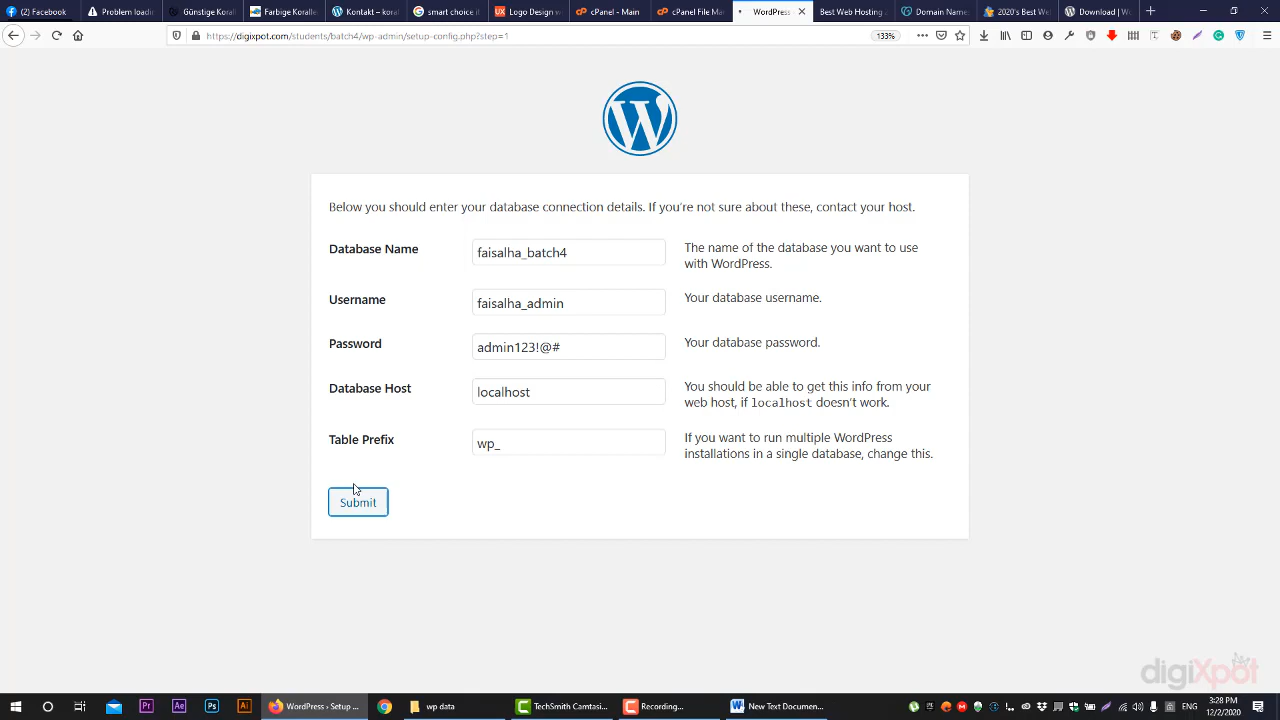 Facebook
Problem loadin
Günstige Korall
Farbige Koralle
Kontakt – koral
smart choice i
Logo Design w
cPanel - Main
cPanel File Ma
WordPress
Best Web Hosting
Domain Name
2020's Best We
Download | Wo
https://digixpot.com/students/batch4/wp-admin/setup-config.php?step=1
133%
Below you should enter your database connection details. If you're not sure about these, contact your host.
Database Name
faisalha_batch4
The name of the database you want to use
with WordPress.
Username
faisalha_admin
Your database username.
Password
admin123!@#
Your database password.
Database Host
localhost
You should be able to get this info from your
web host, if localhost doesn't work.
Table Prefix
wp_
If you want to run multiple WordPress
installations in a single database, change this.
Submit
digiXpot
WordPress › Setup ...
wp data
TechSmith Camtasi...
Recording...
New Text Documen...
ENG
3:28 PM
12/2/2020